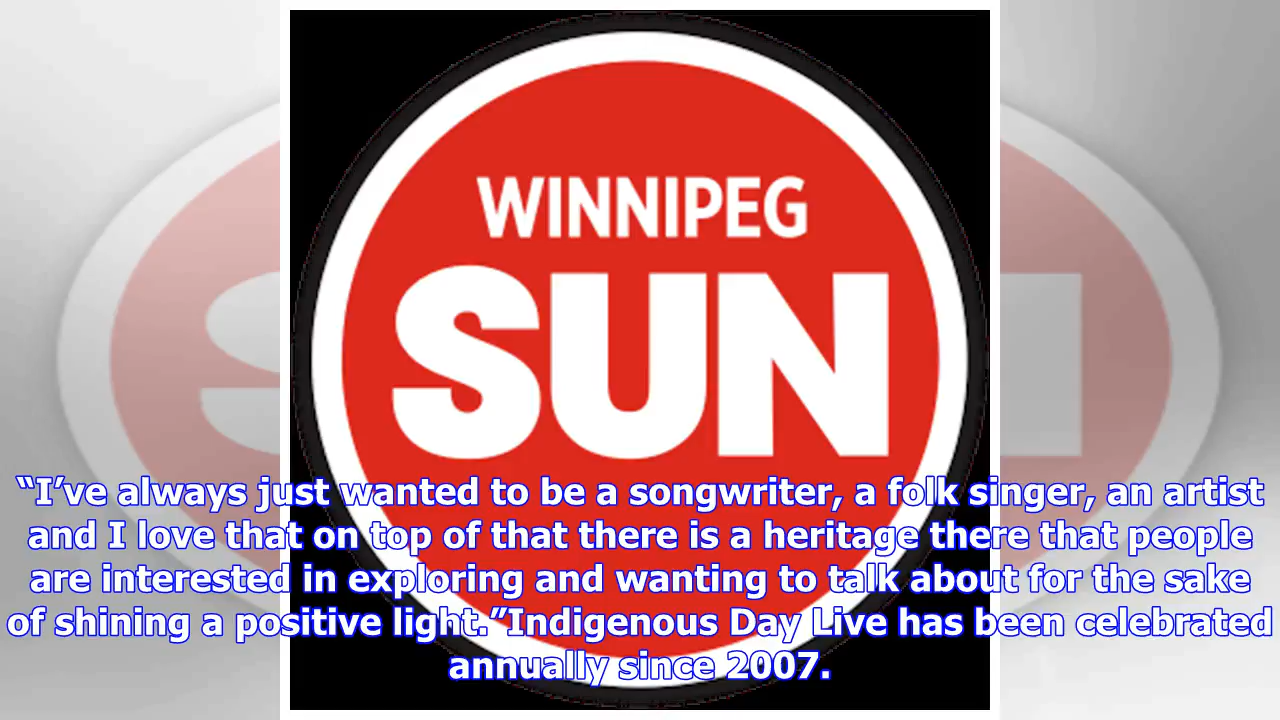 WINNIPEG
SUN
“I’ve always just wanted to be a songwriter, a folk singer, an artist
and I love that on top of that there is a heritage there that people
are interested in exploring and wanting to talk about for the sake
of shining a positive light.”Indigenous Day Live has been celebrated
annually since 2007.